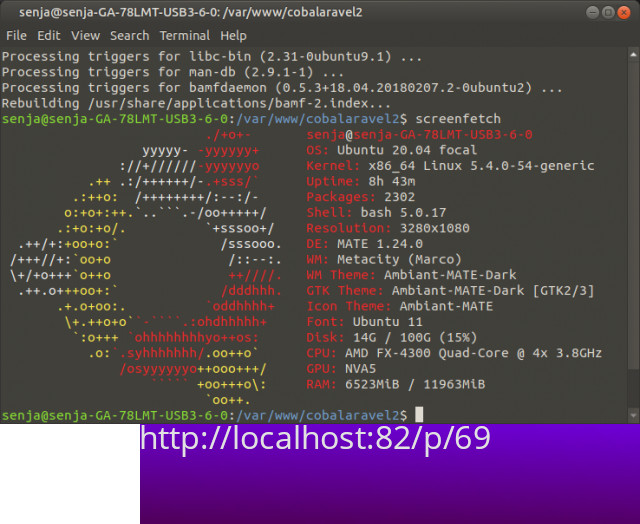 senja@senja-GA-78LMT-USB3-6-0: /var/www/cobalaravel2
File Edit View Search Terminal Help
Processing triggers for libc-bin (2.31-0ubuntu9.1) ...
Processing triggers for man-db (2.9.1-1) ...
Processing triggers for bamfdaemon (0.5.3+18.04.20180207.2-0ubuntu2) ...
Rebuilding /usr/share/applications/bamf-2.index...
senja@senja-GA-78LMT-USB3-6-0:/var/www/cobalaravel2$ screenfetch
./+o+- senja@senja-GA-78LMT-USB3-6-0
yyyyy- -yyyyyy+ OS: Ubuntu 20.04 focal
://+//////-yyyyyyo Kernel: x86_64 Linux 5.4.0-54-generic
.++ .:/++++++/-.+sss/` Uptime: 8h 43m
.:++o: /++++++++/:--:/- Packages: 2302
o:+o+:++.`..```.-/oo+++++/ Shell: bash 5.0.17
.:+o:+o/. `+sssoo+/ Resolution: 3280x1080
.++/+:+oo+o:` /sssooo. DE: MATE 1.24.0
/+++//+:`oo+o /::--:. WM: Metacity (Marco)
\+/+o+++`o++o ++////. WM Theme: Ambiant-MATE-Dark
.++.o+++oo+:` /dddhhh. GTK Theme: Ambiant-MATE-Dark [GTK2/3]
.+.o+oo:. `oddhhhh+ Icon Theme: Ambiant-MATE
\+.++o+o``-````.:ohdhhhhh+ Font: Ubuntu 11
`:o+++ `ohhhhhhhhyo++os: Disk: 14G / 100G (15%)
.o:`.syhhhhhhh/.oo++o` CPU: AMD FX-4300 Quad-Core @ 4x 3.8GHz
/osyyyyyyo++ooo+++/ GPU: NVA5
````` +oo+++o\: RAM: 6523MiB / 11963MiB
`oo++.
senja@senja-GA-78LMT-USB3-6-0:/var/www/cobalaravel2$
http://localhost:82/p/69